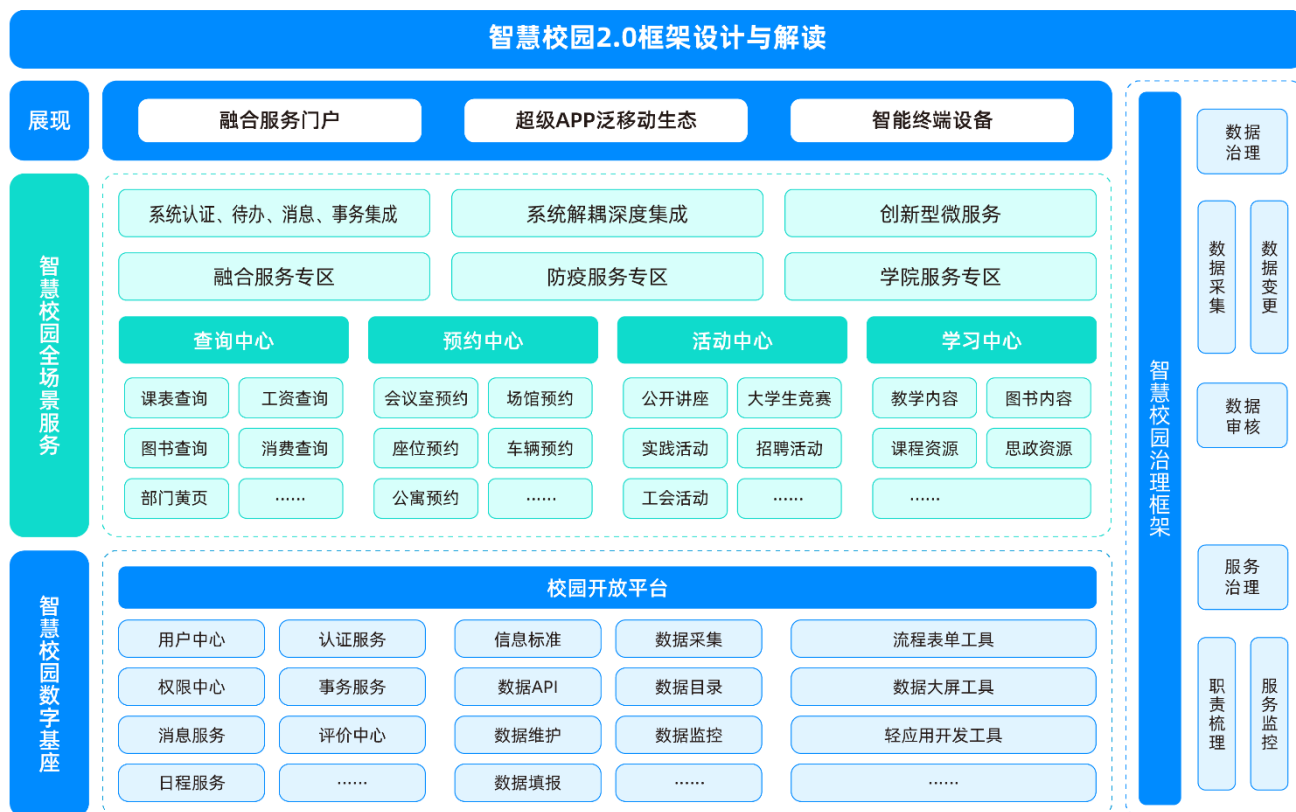 智慧校园2.0框架设计与解读
展现
融合服务门户
超级APP泛移动生态
智能终端设备
智慧校园全场景服务
系统认证、待办、消息、事务集成
系统解耦深度集成
创新型微服务
融合服务专区
防疫服务专区
学院服务专区
查询中心
预约中心
活动中心
学习中心
课表查询
工资查询
会议室预约
场馆预约
公开讲座
大学生竞赛
教学内容
图书内容
图书查询
消费查询
座位预约
车辆预约
实践活动
招聘活动
课程资源
思政资源
部门黄页
……
公寓预约
……
工会活动
……
……
智慧校园数字基座
校园开放平台
用户中心
认证服务
信息标准
数据采集
流程表单工具
权限中心
事务服务
数据API
数据目录
数据大屏工具
消息服务
评价中心
数据维护
数据监控
轻应用开发工具
日程服务
……
数据填报
……
……
智慧校园治理框架
数据
治理
数据采集
数据变更
数据
审核
服务
治理
职责梳理
服务监控